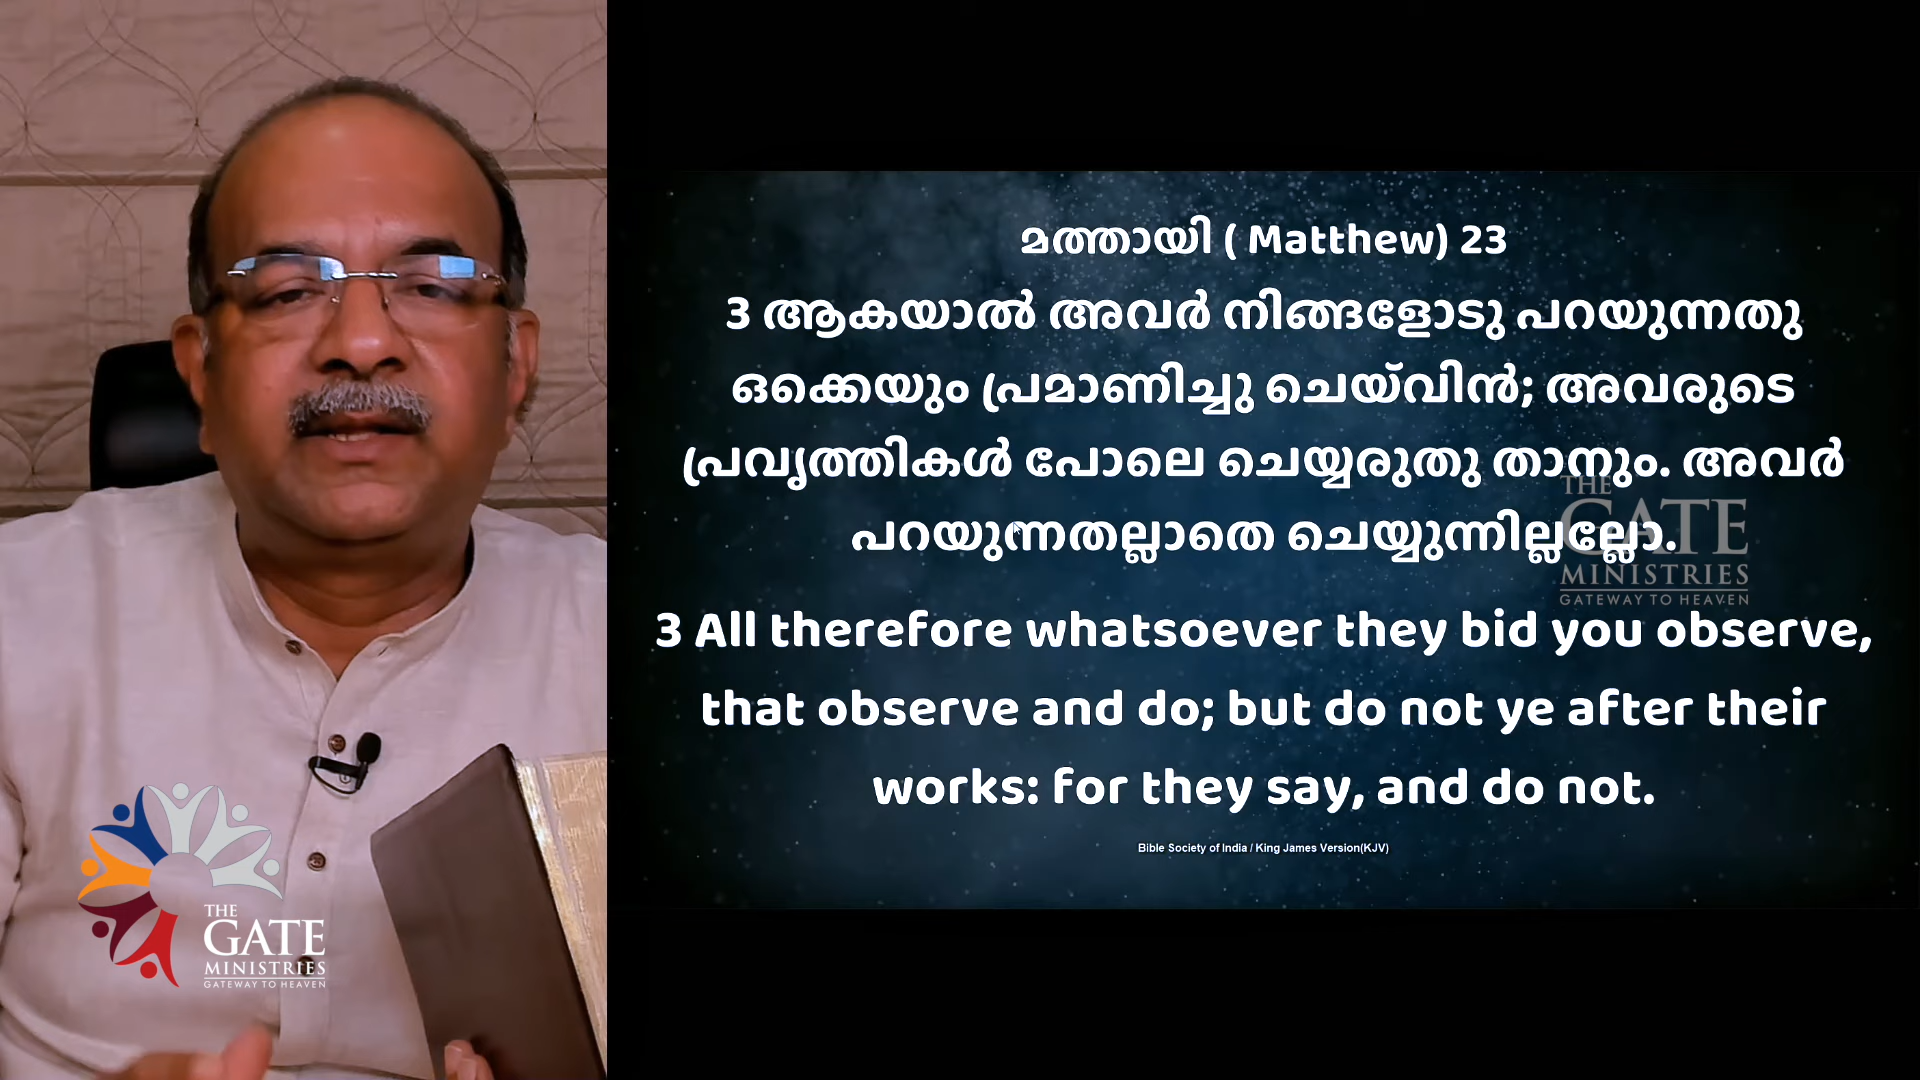 മത്തായി ( Matthew) 23
3 ആകയാൽ അവർ നിങ്ങളോടു പറയുന്നതു
ഒക്കെയും പ്രമാണിച്ചു ചെയ്‌വിൻ; അവരുടെ
പ്രവൃത്തികൾ പോലെ ചെയ്യരുതു താനും. അവർ
പറയുന്നതല്ലാതെ ചെയ്യുന്നില്ലല്ലോ.
3 All therefore whatsoever they bid you observe,
that observe and do; but do not ye after their
works: for they say, and do not.
Bible Society of India / King James Version(KJV)
THE
GATE
MINISTRIES
GATEWAY TO HEAVEN
THE
GATE
MINISTRIES
GATEWAY TO HEAVEN